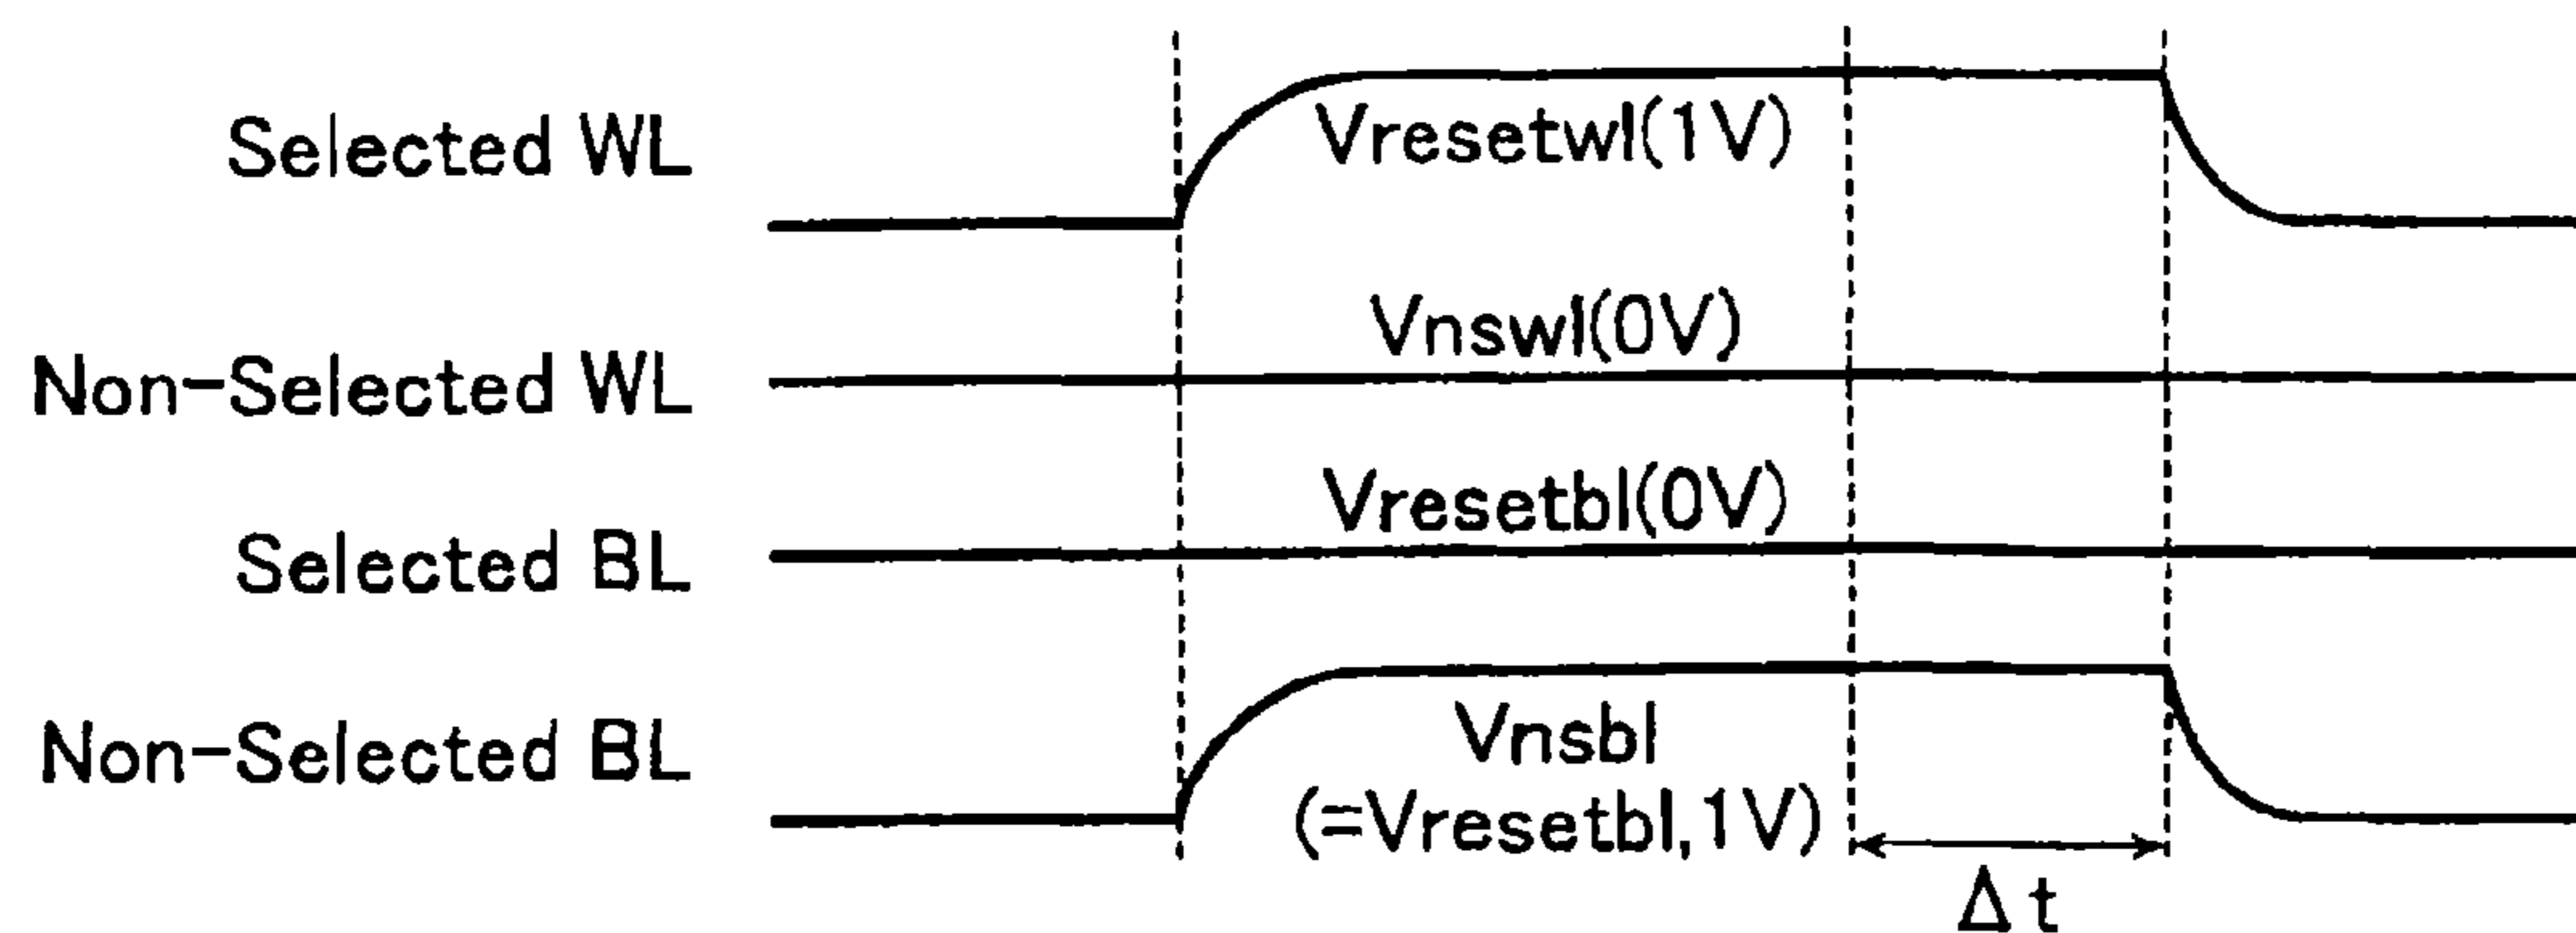 Selected WL
Vresetwl(1V)
Vnswl(0V)
Non-Selected WL
Vresetbl(0V)
Selected BL
Non-Selected BL
Vnsbl
(=Vresetbl,1V)
Δt